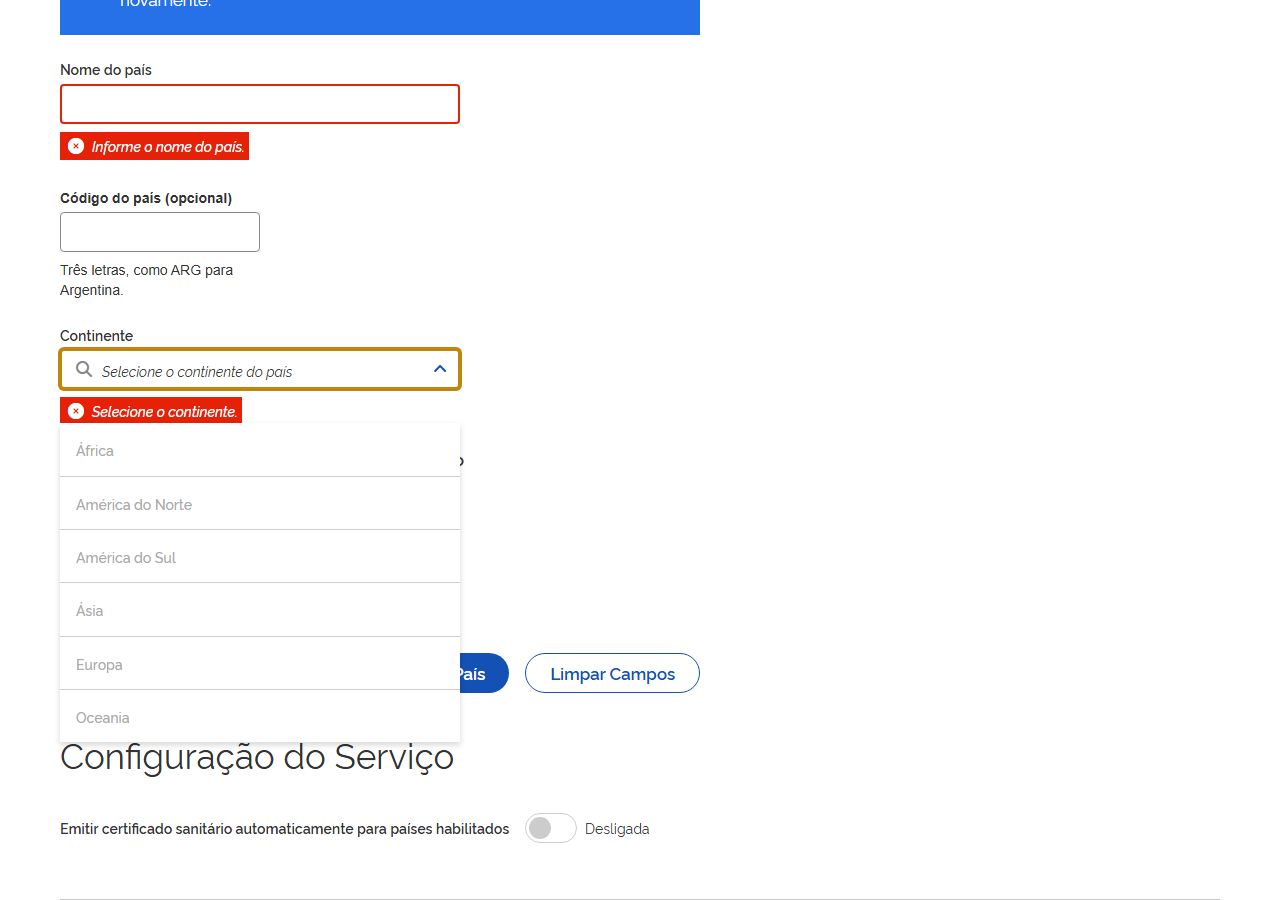 novamente.
Nome do país
Informe o nome do país.
Código do país (opcional)
Três letras, como ARG para
Argentina.
Continente
Selecione o continente do país
Selecione o continente.
África
América do Norte
América do Sul
Ásia
Europa
País
Limpar Campos
Oceania
Configuração do Serviço
Emitir certificado sanitário automaticamente para países habilitados
Desligada